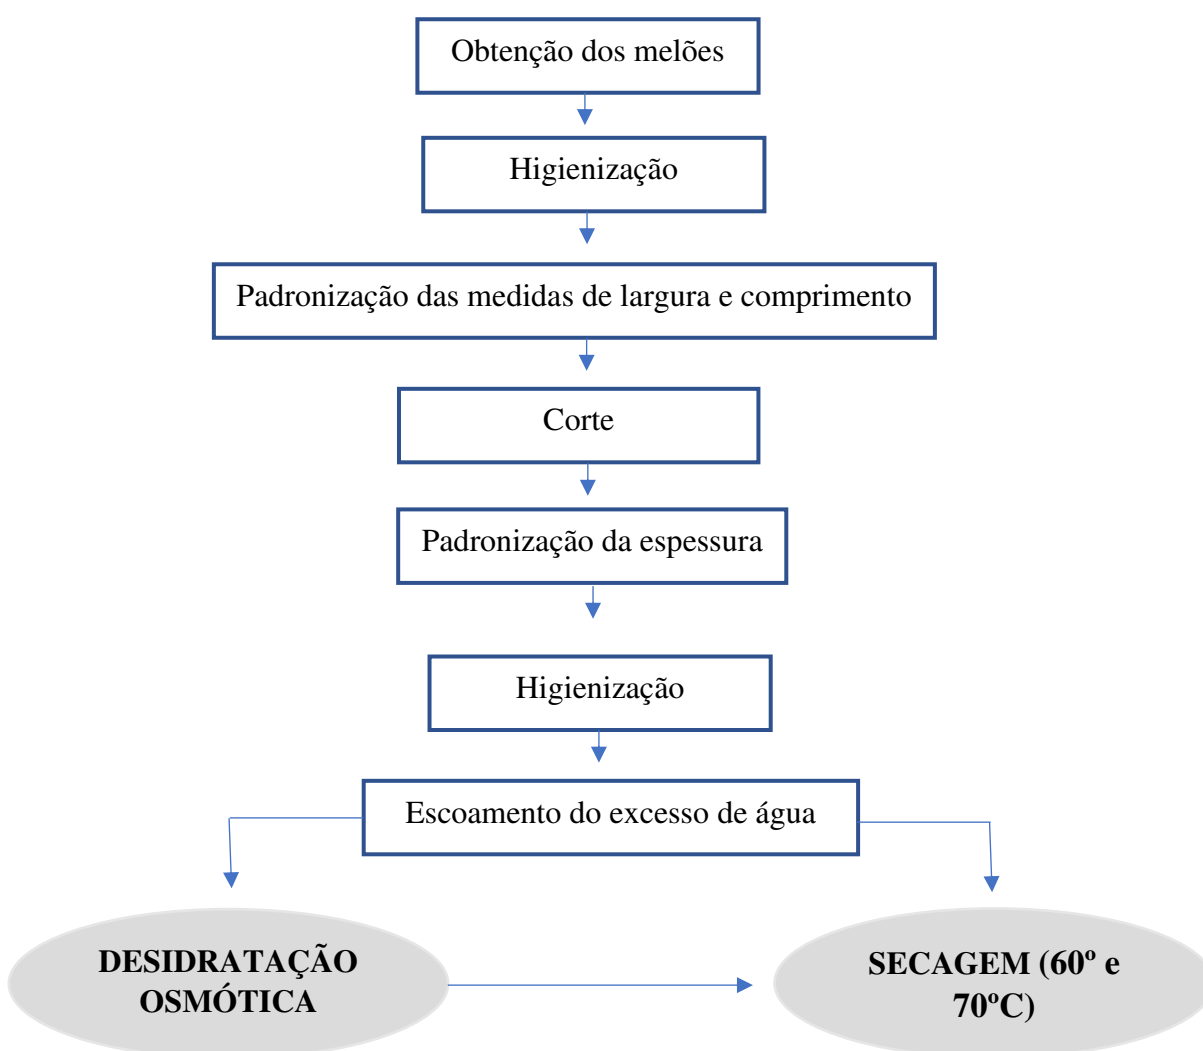 Obtenção dos melões
Higienização
Padronização das medidas de largura e comprimento
Corte
Padronização da espessura
Higienização
Escoamento do excesso de água
DESIDRATAÇÃO
OSMÓTICA
SECAGEM (60º e
70ºC)